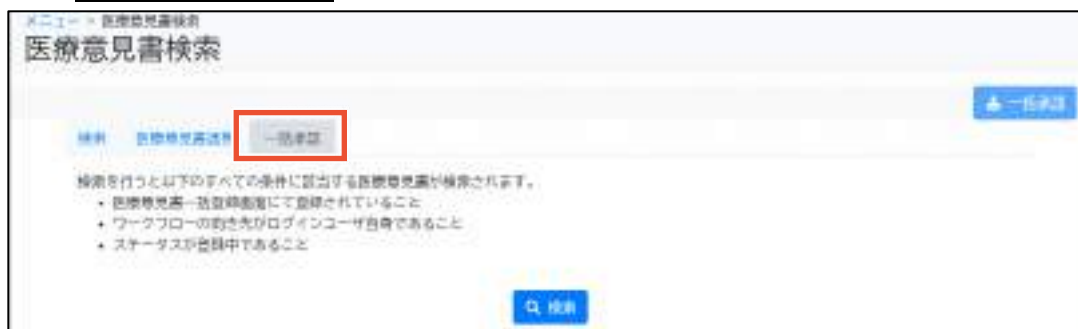 メニュー > 医療意見書検索
医療意見書検索
一括承認
検索 医療意見書選択 一括承認
検索を行うと以下のすべての条件に該当する医療意見書が検索されます。
• 医療意見書一括登録画面にて登録されていること
• ワークフローの向き先がログインユーザ自身であること
• ステータスが登録中であること
検索